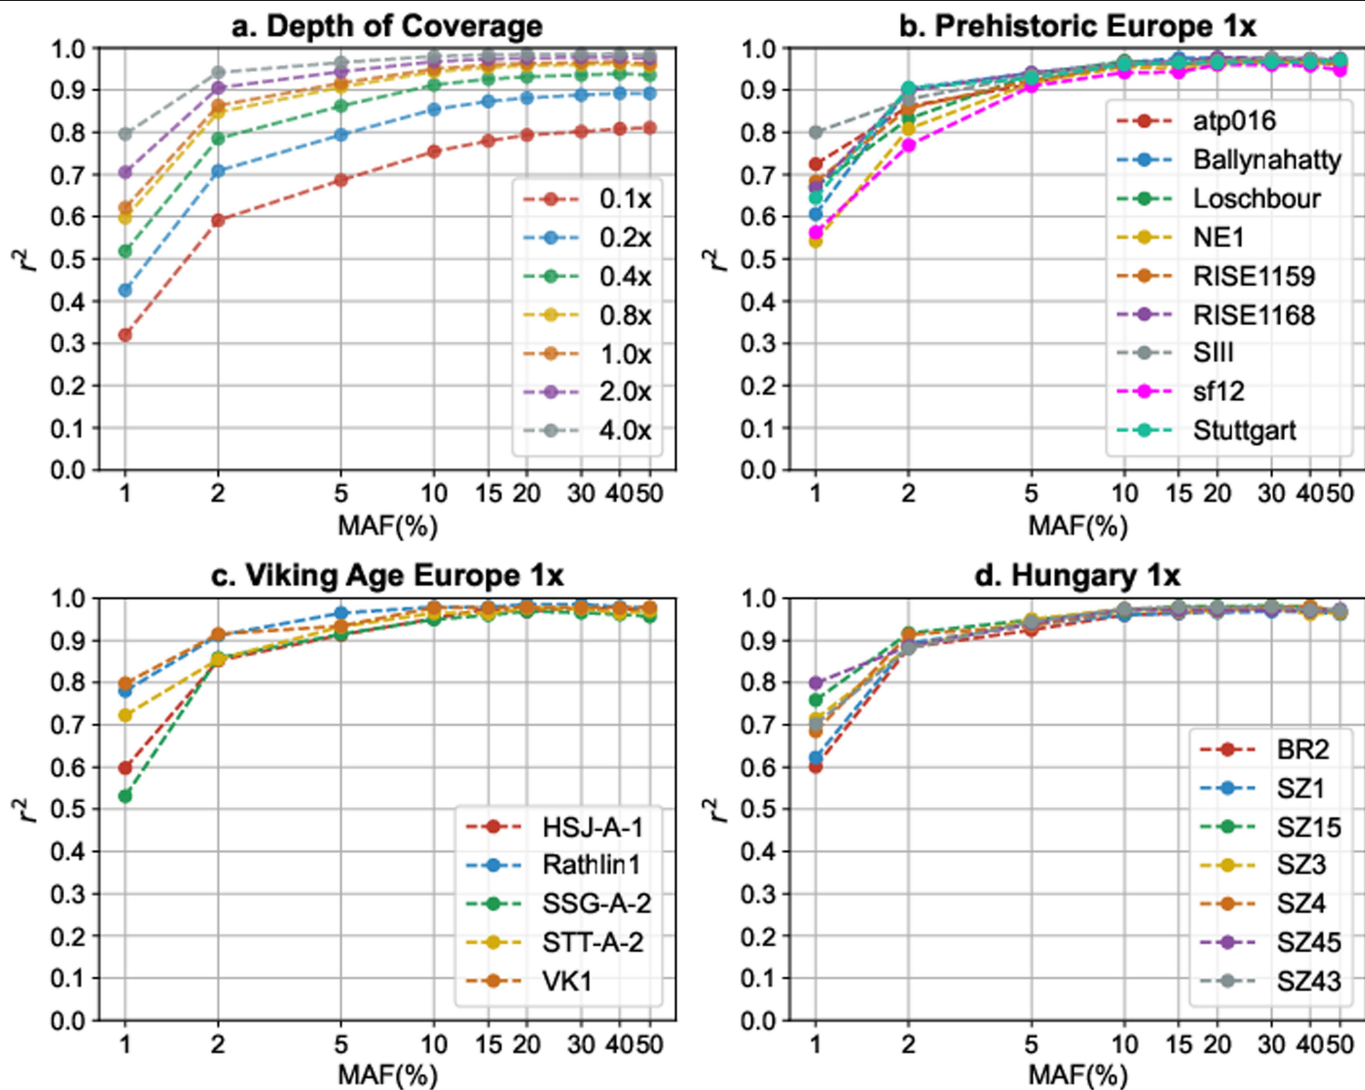 a. Depth of Coverage
1.0
0.9
0.8
0.7
0.6
0.5
0.4
0.3
0.2
0.1
0.0
r²
0.1x
0.2x
0.4x
0.8x
1.0x
2.0x
4.0x
1 2 5 10 15 20 30 40 50
MAF(%)
b. Prehistoric Europe 1x
1.0
0.9
0.8
0.7
0.6
0.5
0.4
0.3
0.2
0.1
0.0
r²
atp016
Ballynahatty
Loschbour
NE1
RISE1159
RISE1168
SIII
sf12
Stuttgart
1 2 5 10 15 20 30 40 50
MAF(%)
c. Viking Age Europe 1x
1.0
0.9
0.8
0.7
0.6
0.5
0.4
0.3
0.2
0.1
0.0
r²
HSJ-A-1
Rathlin1
SSG-A-2
STT-A-2
VK1
1 2 5 10 15 20 30 40 50
MAF(%)
d. Hungary 1x
1.0
0.9
0.8
0.7
0.6
0.5
0.4
0.3
0.2
0.1
0.0
r²
BR2
SZ1
SZ15
SZ3
SZ4
SZ45
SZ43
1 2 5 10 15 20 30 40 50
MAF(%)